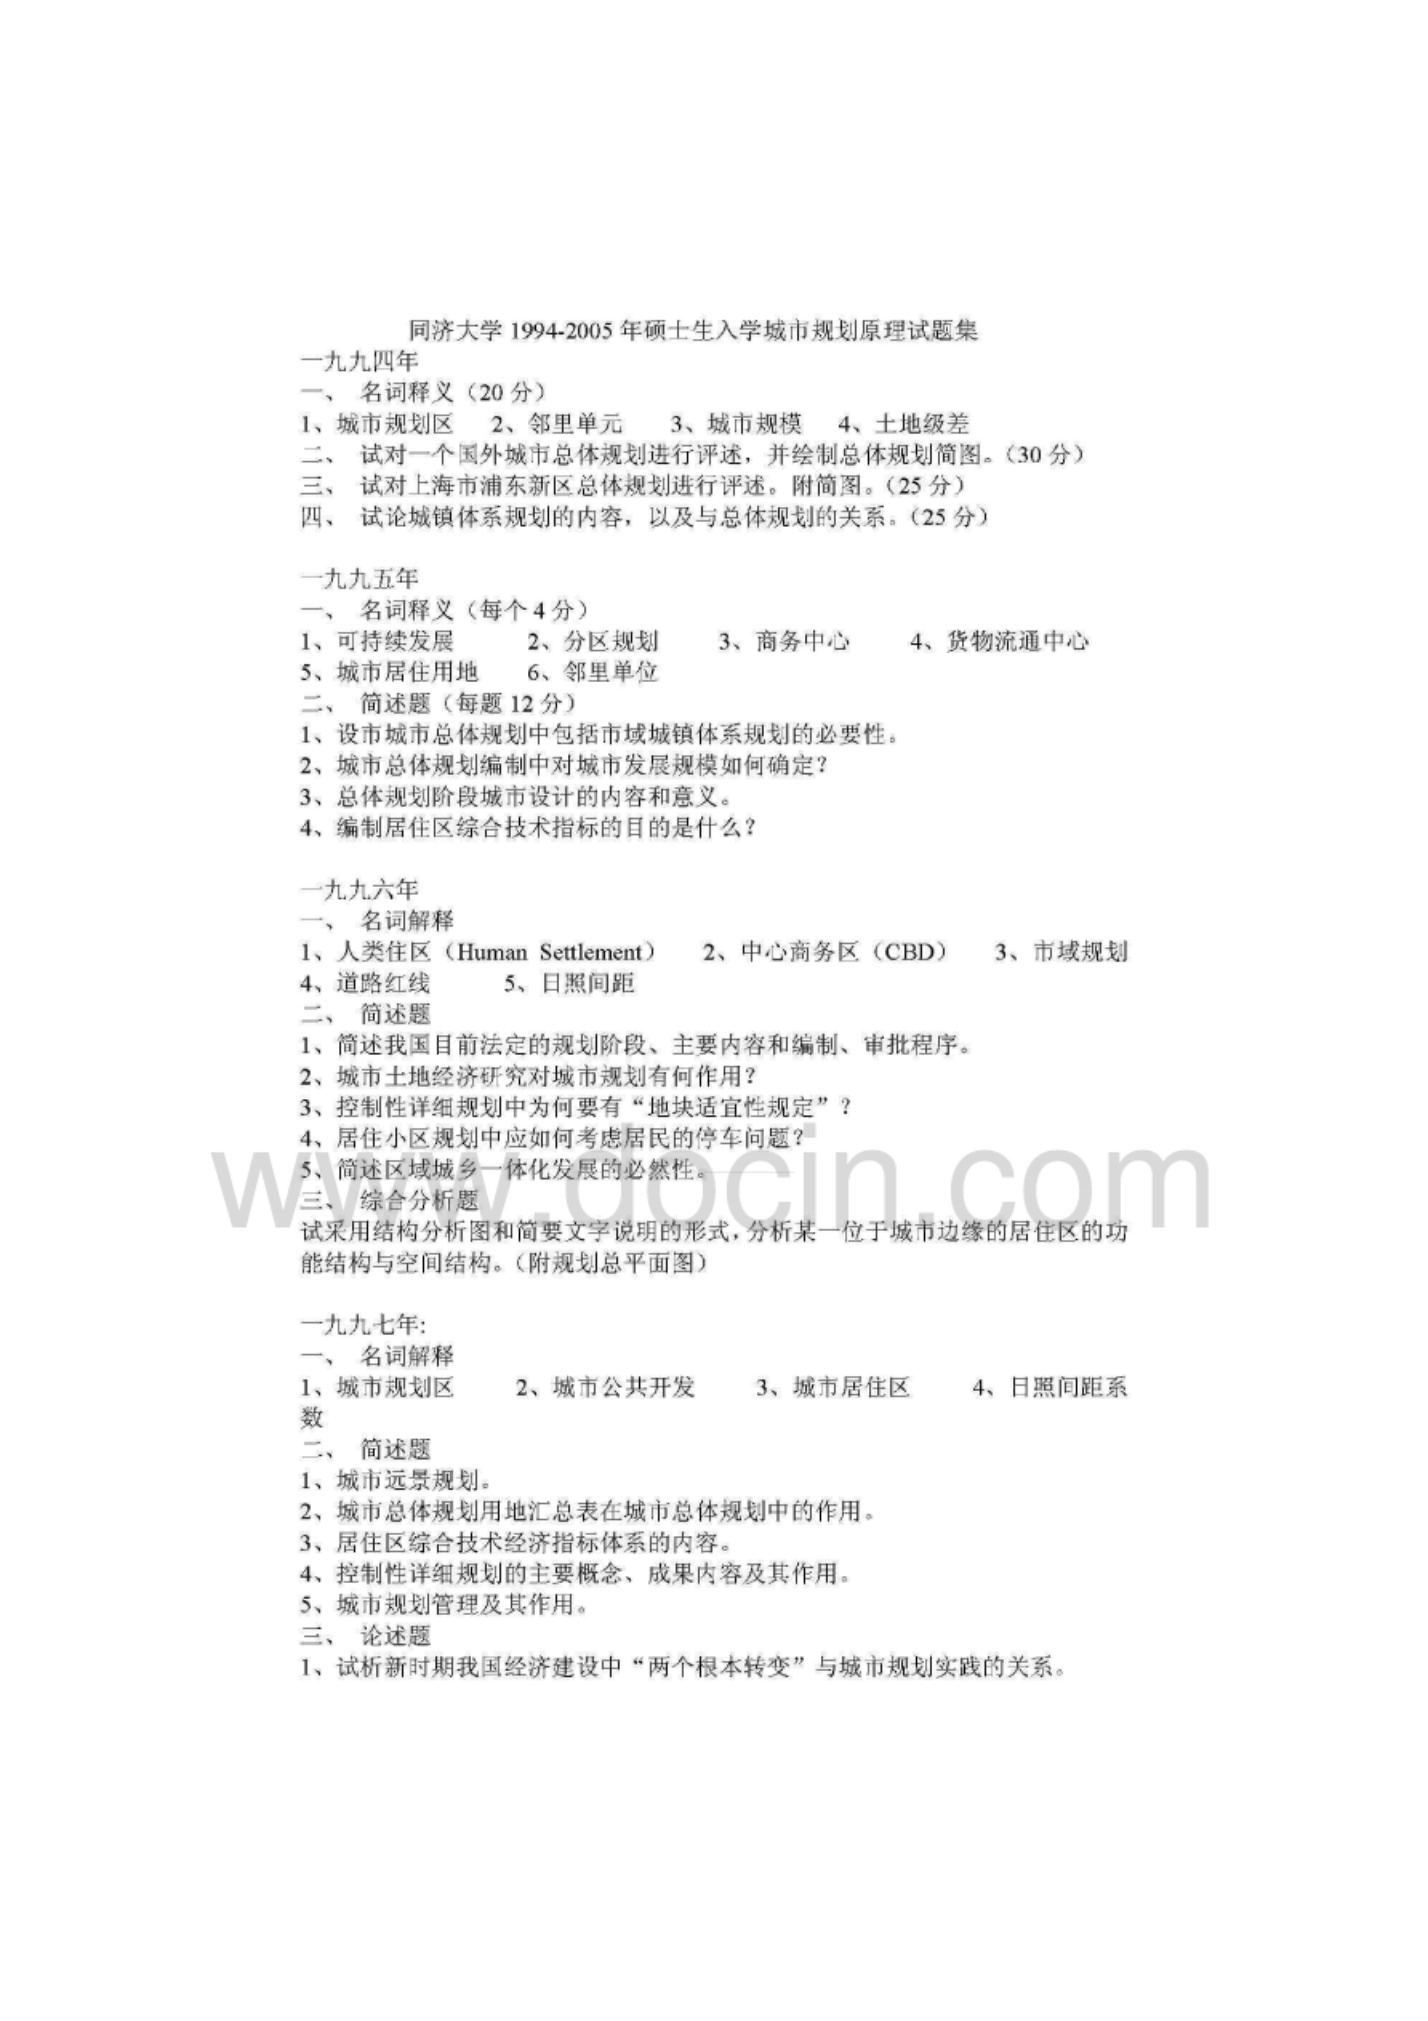 同济大学 1994-2005 年硕士生入学城市规划原理试题集
一九九四年
一、 名词释义（20 分）
1、城市规划区 2、邻里单元 3、城市规模 4、土地级差
二、 试对一个国外城市总体规划进行评述，并绘制总体规划简图。（30 分）
三、 试对上海市浦东新区总体规划进行评述。附简图。（25 分）
四、 试论城镇体系规划的内容，以及与总体规划的关系。（25 分）
一九九五年
一、 名词释义（每个 4 分）
1、可持续发展 2、分区规划 3、商务中心 4、货物流通中心
5、城市居住用地 6、邻里单位
二、 简述题（每题 12 分）
1、设市城市总体规划中包括市域城镇体系规划的必要性。
2、城市总体规划编制中对城市发展规模如何确定？
3、总体规划阶段城市设计的内容和意义。
4、编制居住区综合技术指标的目的是什么？
一九九六年
一、 名词解释
1、人类住区（Human Settlement） 2、中心商务区（CBD） 3、市域规划
4、道路红线 5、日照间距
二、 简述题
1、简述我国目前法定的规划阶段、主要内容和编制、审批程序。
2、城市土地经济研究对城市规划有何作用？
3、控制性详细规划中为何要有“地块适宜性规定”？
4、居住小区规划中应如何考虑居民的停车问题？
5、简述区域城乡一体化发展的必然性。
www.docin.com
三、 综合分析题
试采用结构分析图和简要文字说明的形式，分析某一位于城市边缘的居住区的功
能结构与空间结构。（附规划总平面图）
一九九七年:
一、 名词解释
1、城市规划区 2、城市公共开发 3、城市居住区 4、日照间距系
数
二、 简述题
1、城市远景规划。
2、城市总体规划用地汇总表在城市总体规划中的作用。
3、居住区综合技术经济指标体系的内容。
4、控制性详细规划的主要概念、成果内容及其作用。
5、城市规划管理及其作用。
三、 论述题
1、试析新时期我国经济建设中“两个根本转变”与城市规划实践的关系。